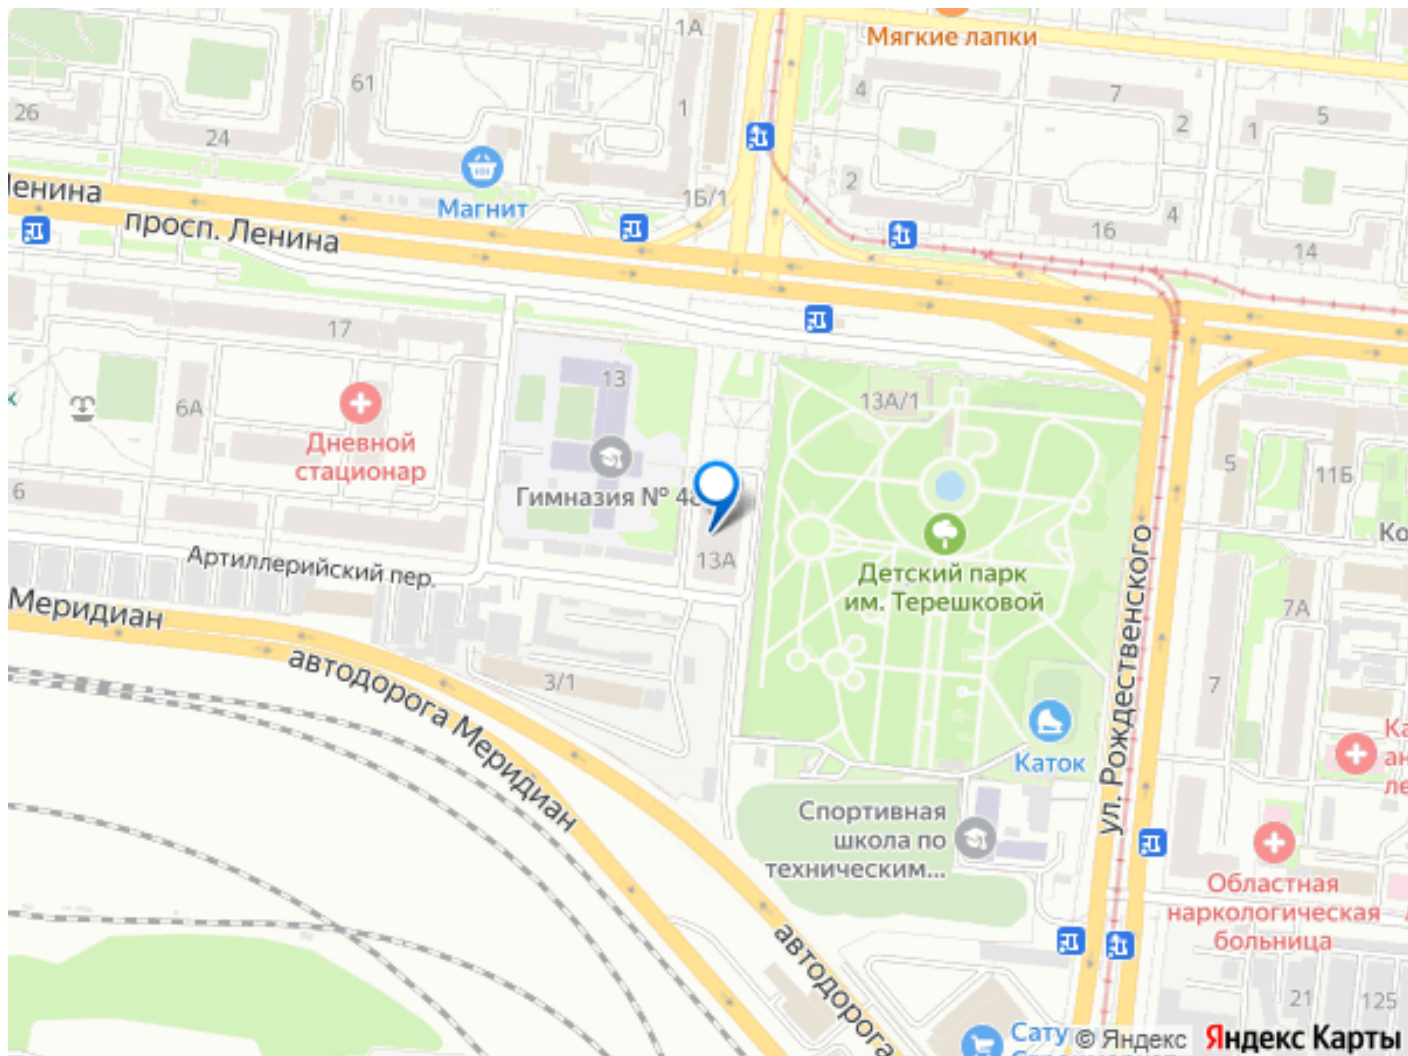 1А
Мягкие лапки
61
4
7
26
1
5
24
2
1
2
Ленина
1Б/1
4
Магнит
16
просп. Ленина
14
17
13
13А/1
6А
Дневной
стационар
5
11Б
6
Гимназия № 4
13А
Артиллерийский пер.
Детский парк
им. Терешковой
Меридиан
7А
автодорога Меридиан
3/1
7
ул. Рождественского
Каток
Спортивная
школа по
техническим...
Областная
наркологическая
больница
автодорога
21
125
Сату
© Яндекс
Яндекс Карты